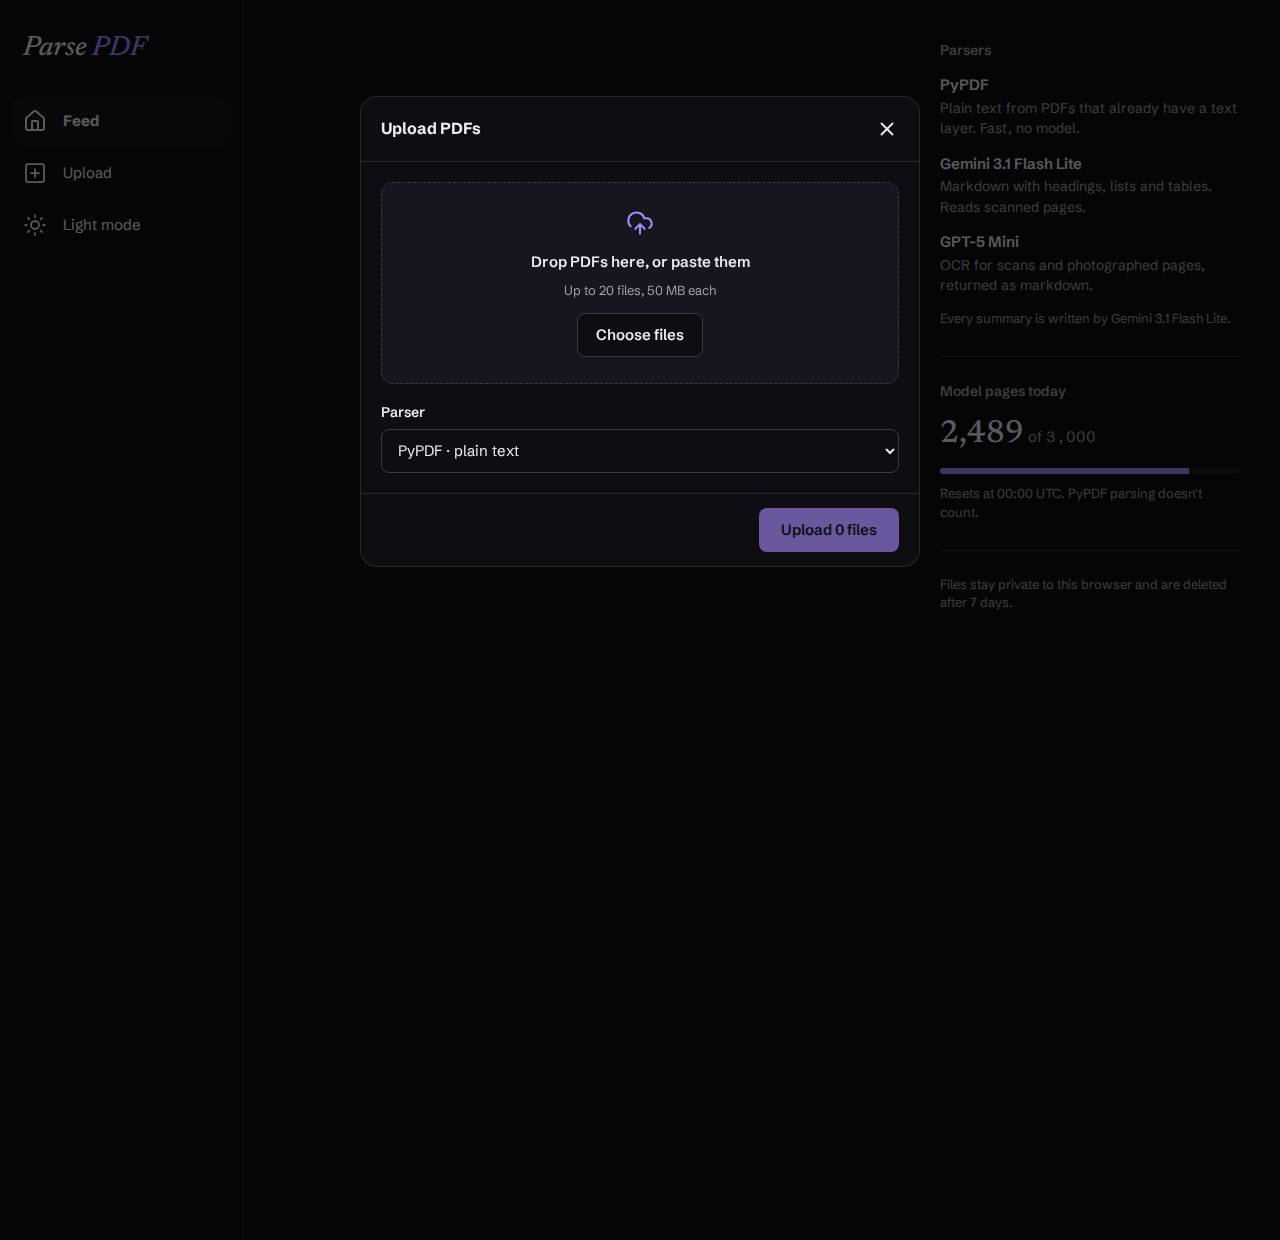 Parse PDF
Feed
Upload
Light mode
Upload PDFs
Drop PDFs here, or paste them
Up to 20 files, 50 MB each
Choose files
Parser
PyPDF · plain text
Upload 0 files
Parsers
PyPDF
Plain text from PDFs that already have a text
layer. Fast, no model.
Gemini 3.1 Flash Lite
Markdown with headings, lists and tables.
Reads scanned pages.
GPT-5 Mini
OCR for scans and photographed pages,
returned as markdown.
Every summary is written by Gemini 3.1 Flash Lite.
Model pages today
2,489 of 3,000
Resets at 00:00 UTC. PyPDF parsing doesn't
count.
Files stay private to this browser and are deleted
after 7 days.